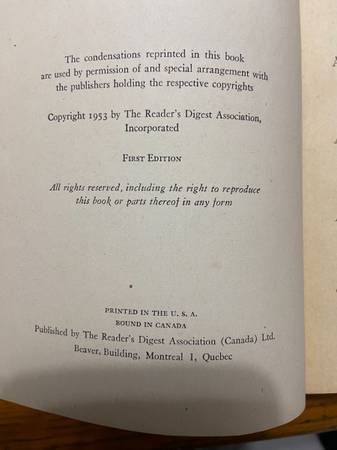 The condensations reprinted in this book
are used by permission of and special arrangement with
the publishers holding the respective copyrights
Copyright 1953 by The Reader's Digest Association,
Incorporated
FIRST EDITION
All rights reserved, including the right to reproduce
this book or parts thereof in any form
PRINTED IN THE U. S. A.
BOUND IN CANADA
Published by The Reader's Digest Association (Canada) Ltd.
Beaver, Building, Montreal 1, Quebec